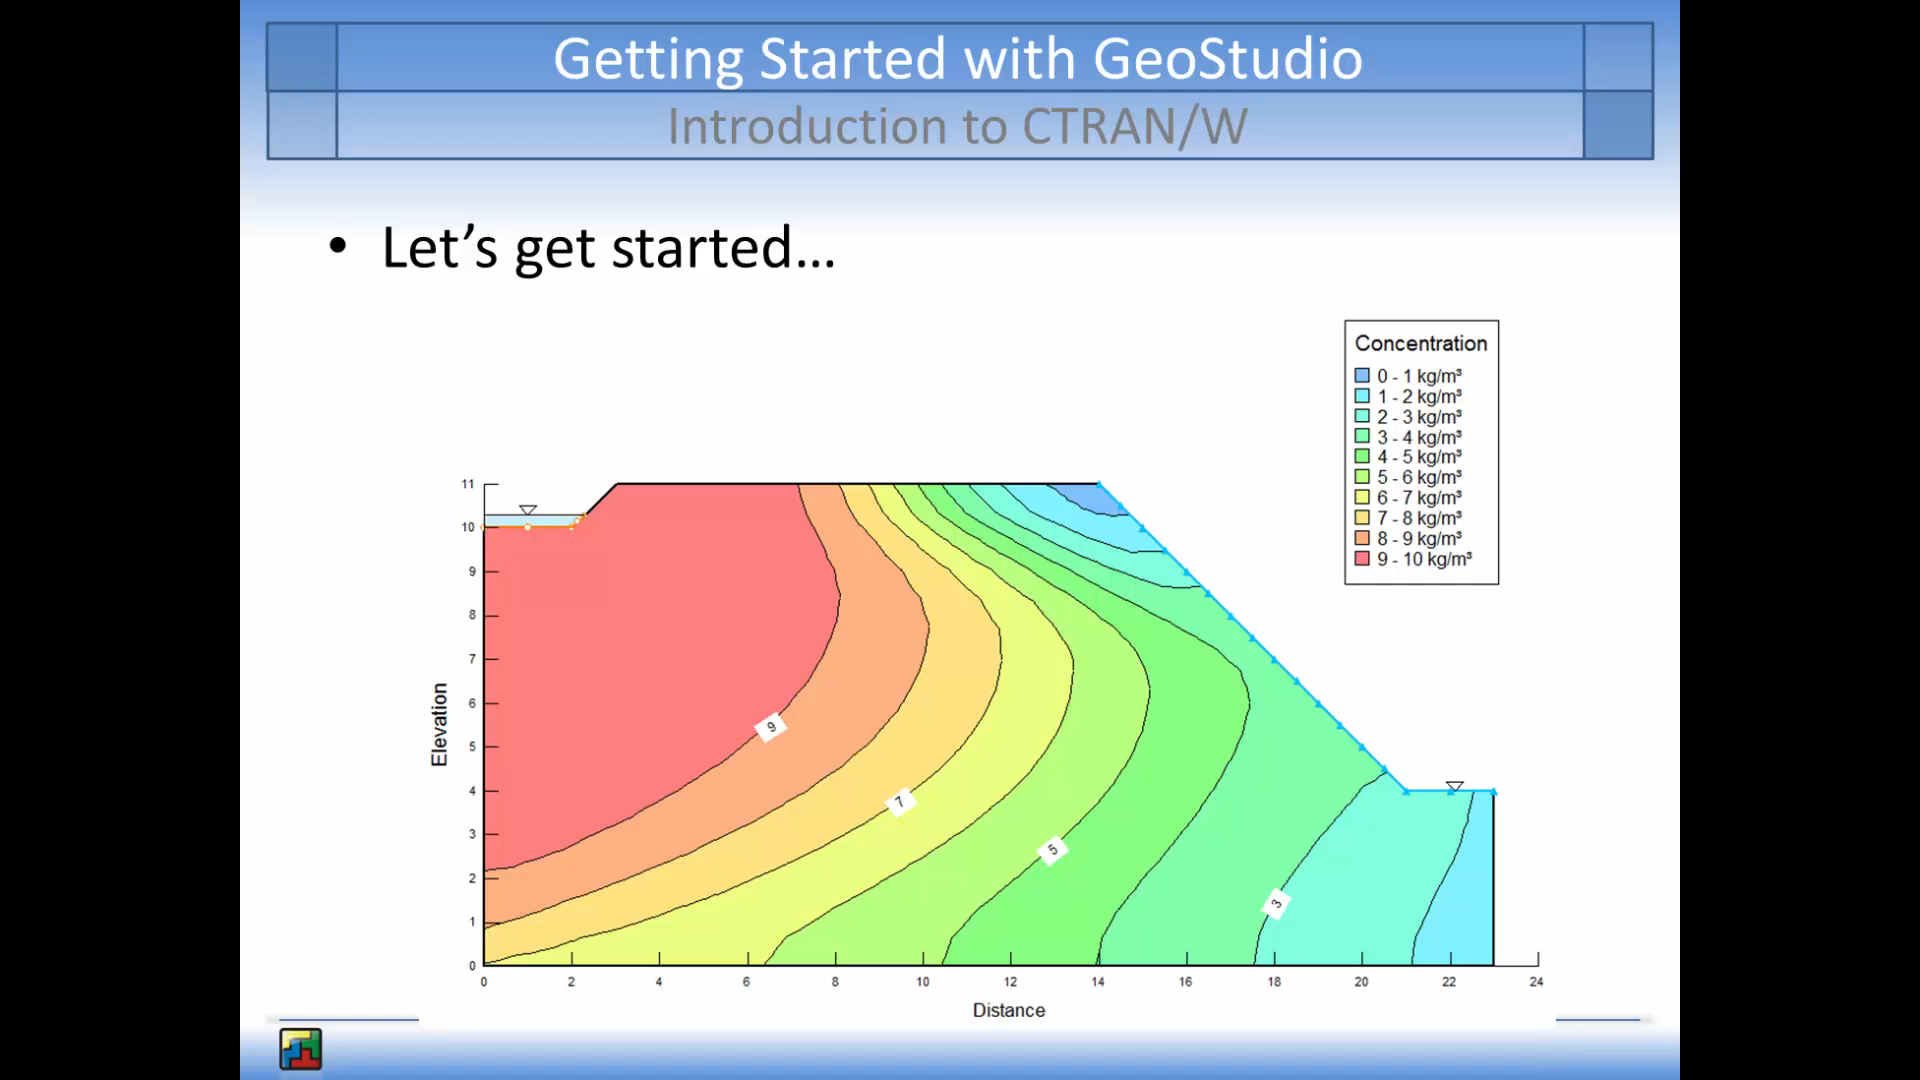 Getting Started with GeoStudio
Introduction to CTRAN/W
• Let’s get started…
Concentration
0 - 1 kg/m³
1 - 2 kg/m³
2 - 3 kg/m³
3 - 4 kg/m³
4 - 5 kg/m³
5 - 6 kg/m³
6 - 7 kg/m³
7 - 8 kg/m³
8 - 9 kg/m³
9 - 10 kg/m³
11
10
9
8
7
6
5
4
3
2
1
0
Elevation
9
7
5
3
0 2 4 6 8 10 12 14 16 18 20 22 24
Distance